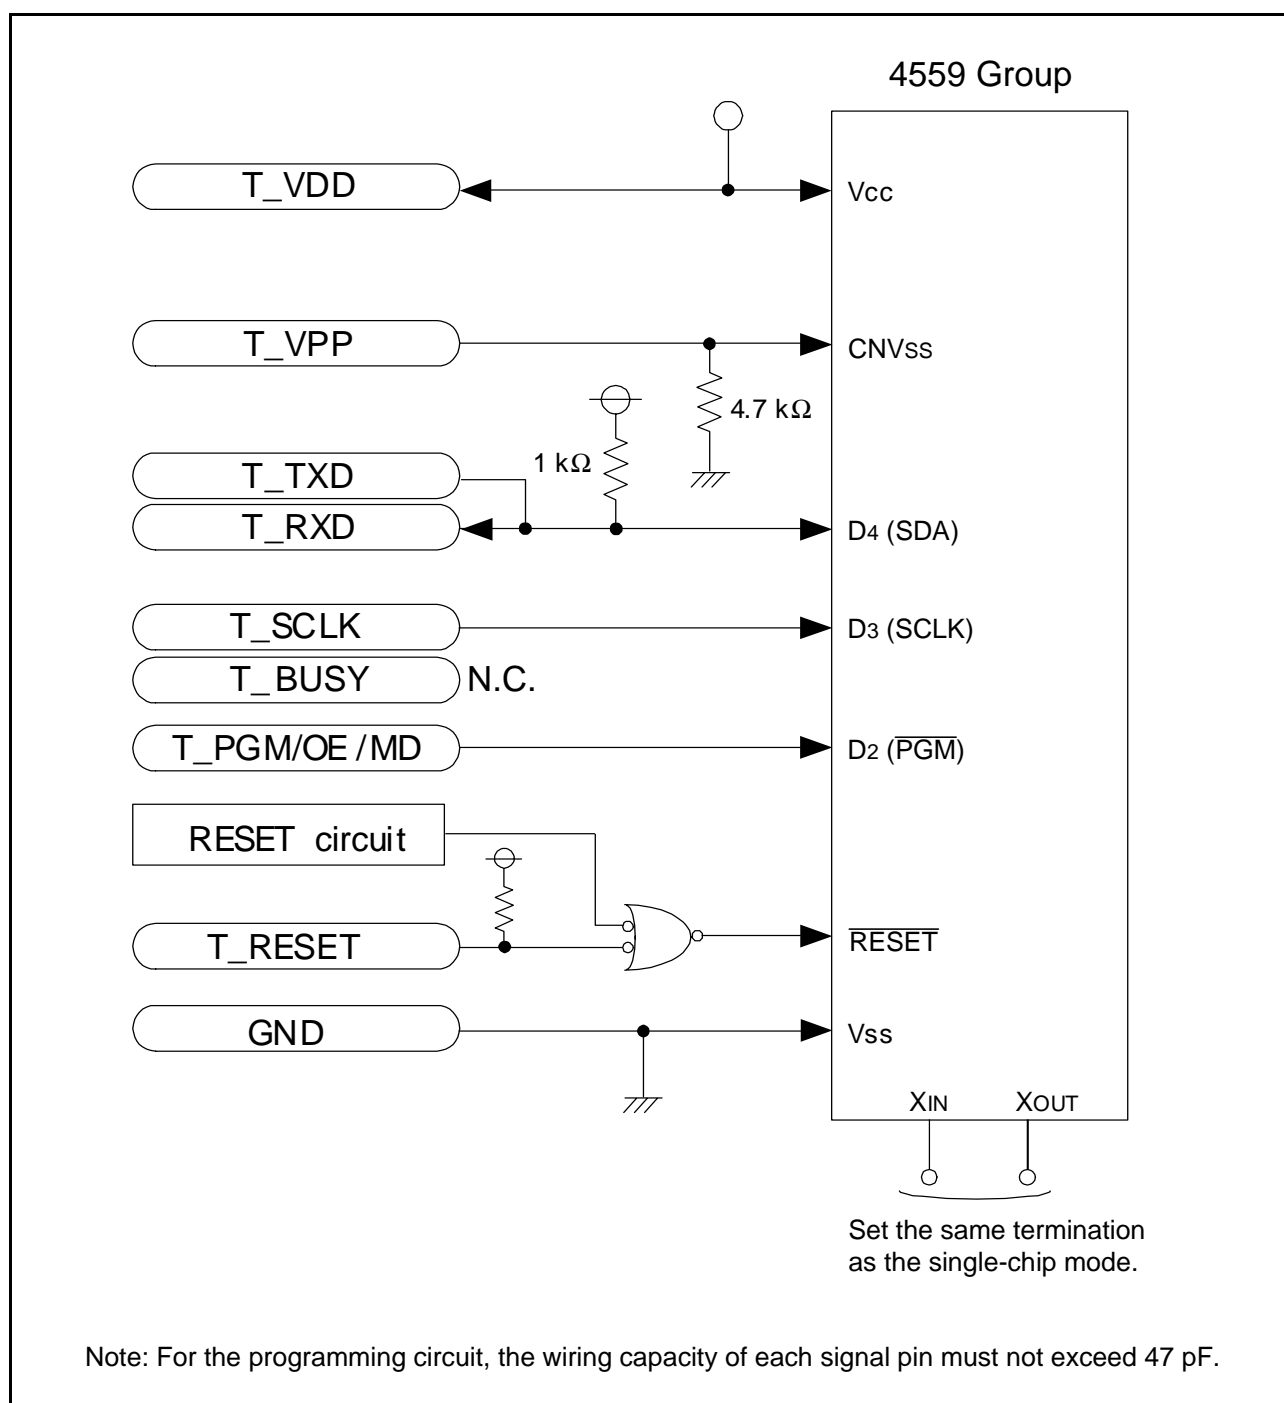 4559 Group
T_VDD
Vcc
T_VPP
CNVss
4.7 kΩ
1 kΩ
T_TXD
T_RXD
D4 (SDA)
T_SCLK
D3 (SCLK)
T_BUSY N.C.
T_PGM/OE/MD
D2 (PGM)
RESET circuit
T_RESET
RESET
GND
Vss
XIN XOUT
Set the same termination
as the single-chip mode.
Note: For the programming circuit, the wiring capacity of each signal pin must not exceed 47 pF.